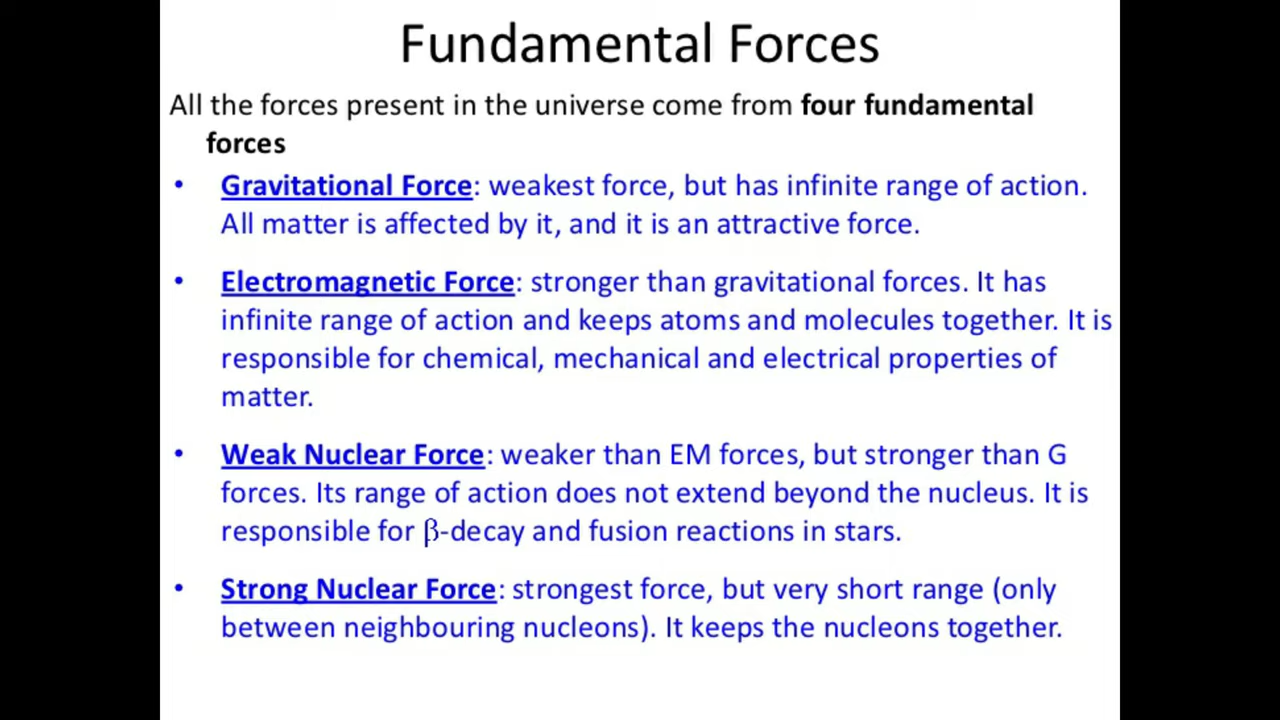 Fundamental Forces
All the forces present in the universe come from four fundamental
forces
• Gravitational Force: weakest force, but has infinite range of action.
All matter is affected by it, and it is an attractive force.
• Electromagnetic Force: stronger than gravitational forces. It has
infinite range of action and keeps atoms and molecules together. It is
responsible for chemical, mechanical and electrical properties of
matter.
• Weak Nuclear Force: weaker than EM forces, but stronger than G
forces. Its range of action does not extend beyond the nucleus. It is
responsible for β-decay and fusion reactions in stars.
• Strong Nuclear Force: strongest force, but very short range (only
between neighbouring nucleons). It keeps the nucleons together.